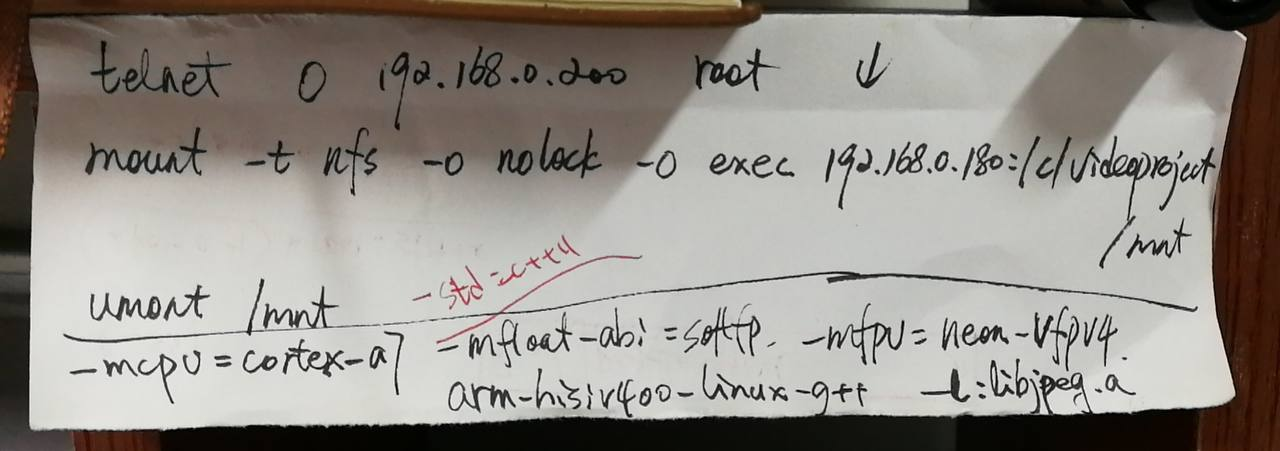 telnet 0 192.168.0.200 root ↓
mount -t nfs -o nolock -o exec 192.168.0.180:/c/videoproject
/mnt
umont /mnt
-std=c++11
-mcpu=cortex-a7 -mfloat-abi=softfp. -mfpu=neon-vfpv4.
arm-hisiv400-linux-g++ -l:libjpeg.a